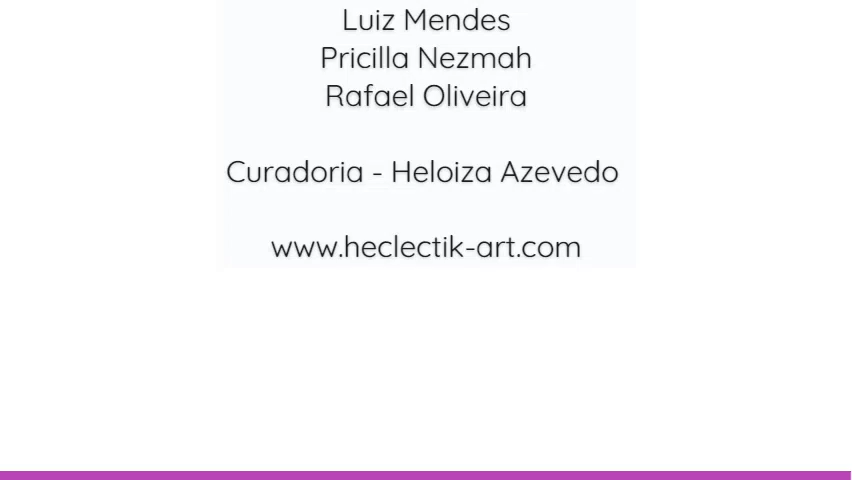 Luiz Mendes
Pricilla Nezmah
Rafael Oliveira
Curadoria - Heloiza Azevedo
www.heclectik-art.com